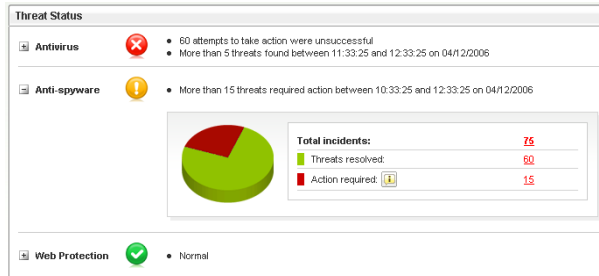 Threat Status
Antivirus
60 attempts to take action were unsuccessful
More than 5 threats found between 11:33:25 and 12:33:25 on 04/12/2006
Anti-spyware
More than 15 threats required action between 10:33:25 and 12:33:25 on 04/12/2006
Total incidents: 75
Threats resolved: 60
Action required: 15
Web Protection
Normal